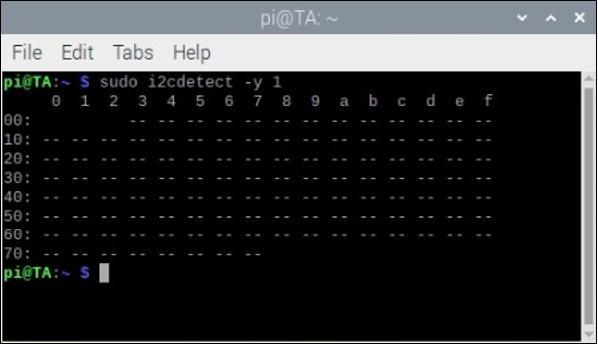 pi@TA: ~
File Edit Tabs Help
pi@TA:~ $ sudo i2cdetect -y 1
     0  1  2  3  4  5  6  7  8  9  a  b  c  d  e  f
00:          -- -- -- -- -- -- -- -- -- -- -- -- --
10: -- -- -- -- -- -- -- -- -- -- -- -- -- -- -- --
20: -- -- -- -- -- -- -- -- -- -- -- -- -- -- -- --
30: -- -- -- -- -- -- -- -- -- -- -- -- -- -- -- --
40: -- -- -- -- -- -- -- -- -- -- -- -- -- -- -- --
50: -- -- -- -- -- -- -- -- -- -- -- -- -- -- -- --
60: -- -- -- -- -- -- -- -- -- -- -- -- -- -- -- --
70: -- -- -- -- -- -- -- --
pi@TA:~ $